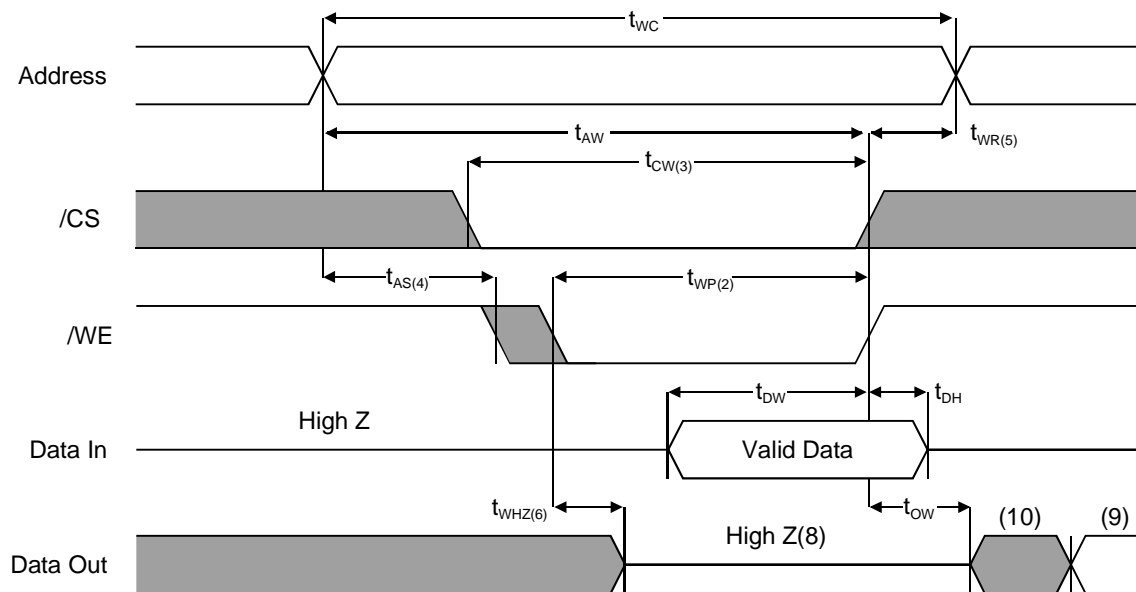 tWC
Address
tAW
tWR(5)
tCW(3)
/CS
tAS(4)
tWP(2)
/WE
tDW
tDH
High Z
Data In
Valid Data
tWHZ(6)
tOW
(10)
(9)
High Z(8)
Data Out